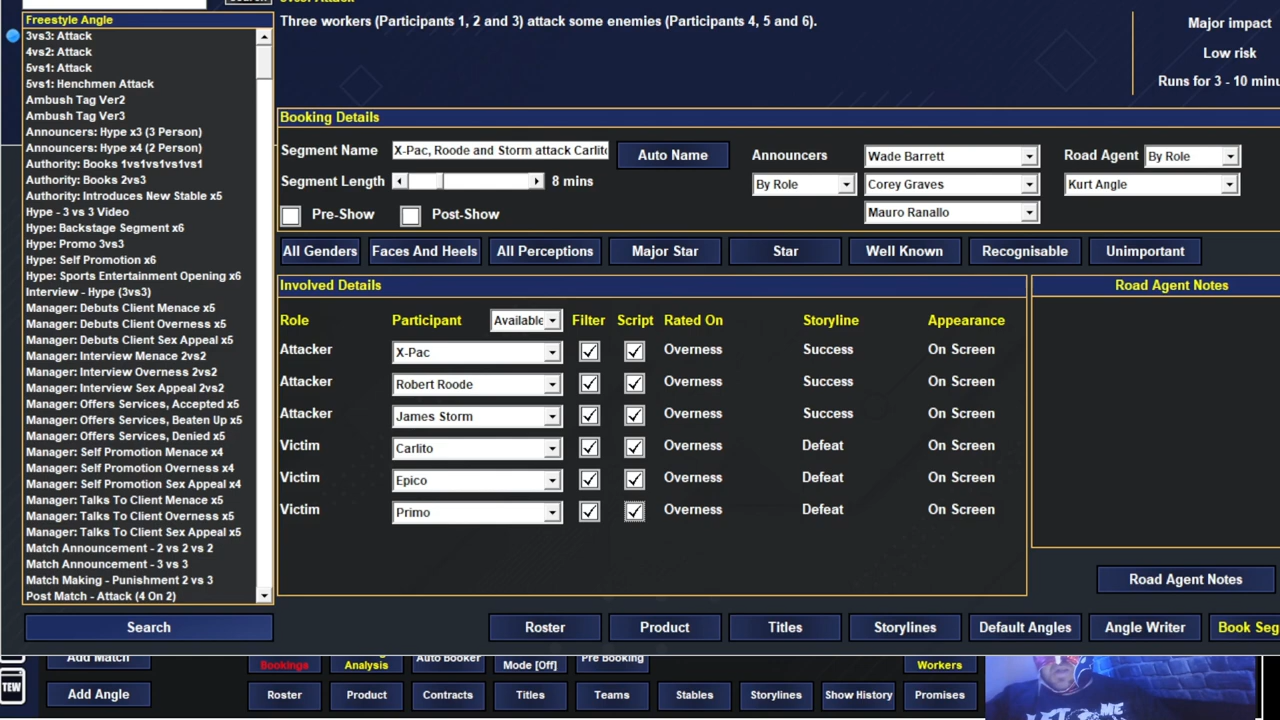 Freestyle Angle
3vs3: Attack
4vs2: Attack
5vs1: Attack
5vs1: Henchmen Attack
Ambush Tag Ver2
Ambush Tag Ver3
Announcers: Hype x3 (3 Person)
Announcers: Hype x4 (2 Person)
Authority: Books 1vs1vs1vs1vs1
Authority: Books 2vs3
Authority: Introduces New Stable x5
Hype - 3 vs 3 Video
Hype: Backstage Segment x6
Hype: Promo 3vs3
Hype: Self Promotion x6
Hype: Sports Entertainment Opening x6
Interview - Hype (3vs3)
Manager: Debuts Client Menace x5
Manager: Debuts Client Overness x5
Manager: Debuts Client Sex Appeal x5
Manager: Interview Menace 2vs2
Manager: Interview Overness 2vs2
Manager: Interview Sex Appeal 2vs2
Manager: Offers Services, Accepted x5
Manager: Offers Services, Beaten Up x5
Manager: Offers Services, Denied x5
Manager: Self Promotion Menace x4
Manager: Self Promotion Overness x4
Manager: Self Promotion Sex Appeal x4
Manager: Talks To Client Menace x5
Manager: Talks To Client Overness x5
Manager: Talks To Client Sex Appeal x5
Match Announcement - 2 vs 2 vs 2
Match Announcement - 3 vs 3
Match Making - Punishment 2 vs 3
Post Match - Attack (4 On 2)
Search
Three workers (Participants 1, 2 and 3) attack some enemies (Participants 4, 5 and 6).
Major impact
Low risk
Runs for 3 - 10 minu
Booking Details
Segment Name X-Pac, Roode and Storm attack Carlito Auto Name Announcers Wade Barrett Road Agent By Role
Segment Length 8 mins By Role Corey Graves Kurt Angle
Pre-Show Post-Show Mauro Ranallo
All Genders Faces And Heels All Perceptions Major Star Star Well Known Recognisable Unimportant
Involved Details Road Agent Notes
Role Participant Available Filter Script Rated On Storyline Appearance
Attacker X-Pac Overness Success On Screen
Attacker Robert Roode Overness Success On Screen
Attacker James Storm Overness Success On Screen
Victim Carlito Overness Defeat On Screen
Victim Epico Overness Defeat On Screen
Victim Primo Overness Defeat On Screen
Road Agent Notes
Roster Product Titles Storylines Default Angles Angle Writer Book Seg
Add Match Bookings Analysis Auto Booker Mode [Off] Pre Booking Workers
TEW Add Angle Roster Product Contracts Titles Teams Stables Storylines Show History Promises
ME